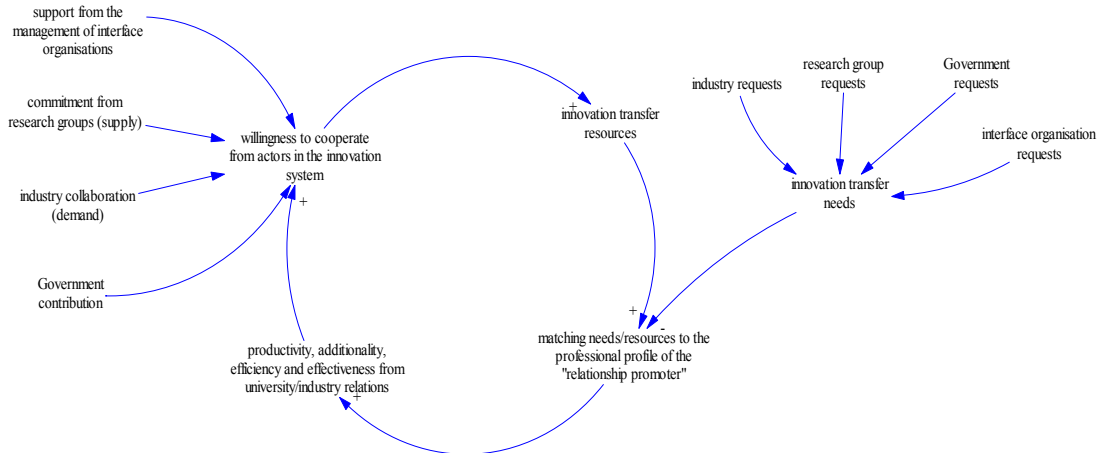 support from the
management of interface
organisations
commitment from
research groups (supply)
industry collaboration
(demand)
Government
contribution
willingness to cooperate
from actors in the innovation
system
+
+
innovation transfer
resources
industry requests
research group
requests
Government
requests
interface organisation
requests
innovation transfer
needs
+
-
matching needs/resources to the
professional profile of the
"relationship promoter"
productivity, additionality,
efficiency and effectiveness from
university/industry relations
+